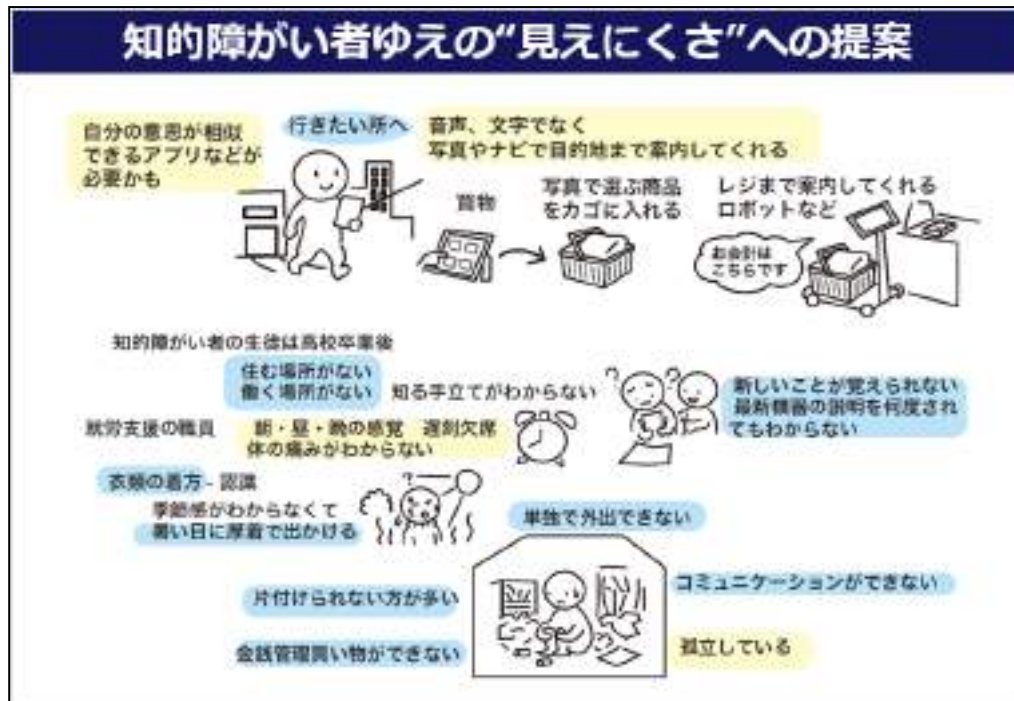 知的障がい者ゆえの“見えにくさ”への提案
自分の意思が相似
できるアプリなどが
必要かも
行きたい所へ
音声、文字でなく
写真やナビで目的地まで案内してくれる
買物
写真で選ぶ商品
をカゴに入れる
レジまで案内してくれる
ロボットなど
お会計は
こちらです
知的障がい者の生徒は高校卒業後
住む場所がない
働く場所がない
知る手立てがわからない
新しいことが覚えられない
最新機器の説明を何度され
てもわからない
就労支援の職員
朝・昼・晩の感覚 遅刻欠席
体の痛みがわからない
衣類の着方 - 認識
季節感がわからなくて
暑い日に厚着で出かける
単独で外出できない
片付けられない方が多い
コミュニケーションができない
金銭管理買い物ができない
孤立している